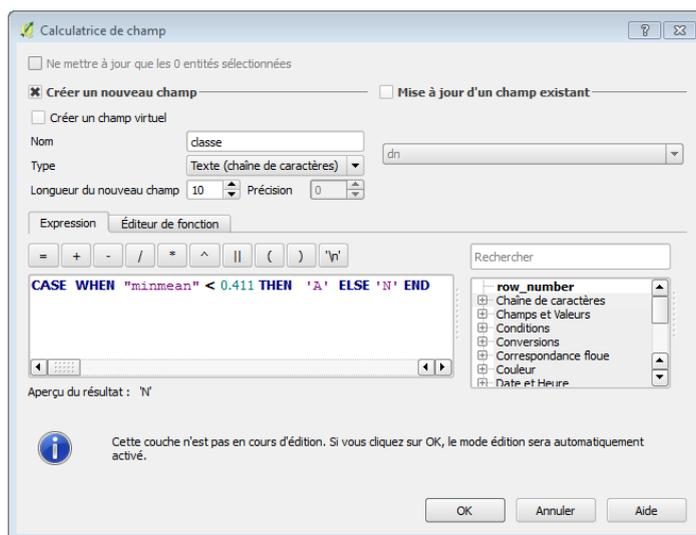 Calculatrice de champ
Ne mettre à jour que les 0 entités sélectionnées
Créer un nouveau champ
Mise à jour d'un champ existant
Créer un champ virtuel
Nom classe
dn
Type Texte (chaîne de caractères)
Longueur du nouveau champ 10 Précision 0
Expression Éditeur de fonction
= + - / * ^ || ( ) '\n'
Rechercher
CASE WHEN "minmean" < 0.411 THEN 'A' ELSE 'N' END
row_number
Chaîne de caractères
Champs et Valeurs
Conditions
Conversions
Correspondance floue
Couleur
Date et Heure
Aperçu du résultat : 'N'
Cette couche n'est pas en cours d'édition. Si vous cliquez sur OK, le mode édition sera automatiquement
activé.
OK Annuler Aide